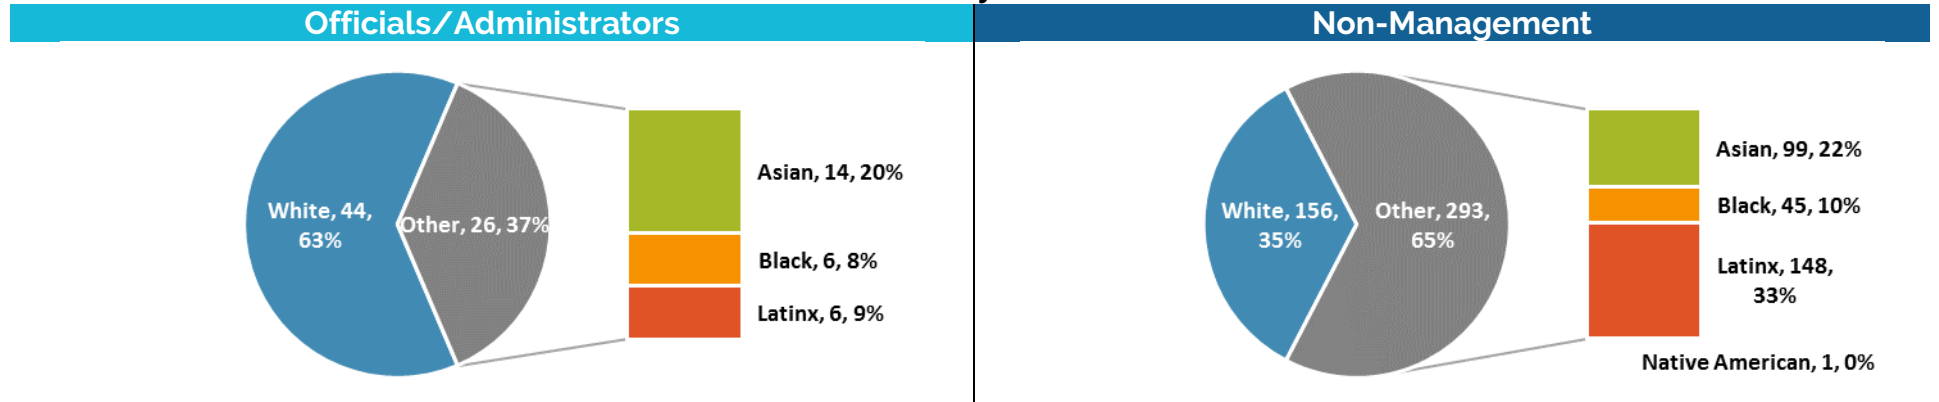 Officials/Administrators
White, 44,
63%
Other, 26, 37%
Asian, 14, 20%
Black, 6, 8%
Latinx, 6, 9%
Non-Management
White, 156,
35%
Other, 293,
65%
Asian, 99, 22%
Black, 45, 10%
Latinx, 148,
33%
Native American, 1, 0%